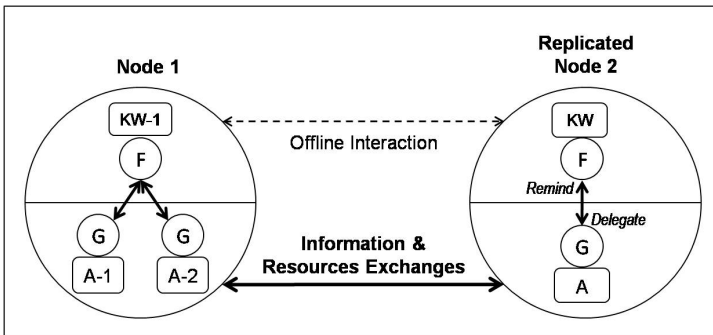 Node 1
KW-1
F
G
G
A-1
A-2
Offline Interaction
Information &
Resources Exchanges
Replicated
Node 2
KW
F
Remind
Delegate
G
A